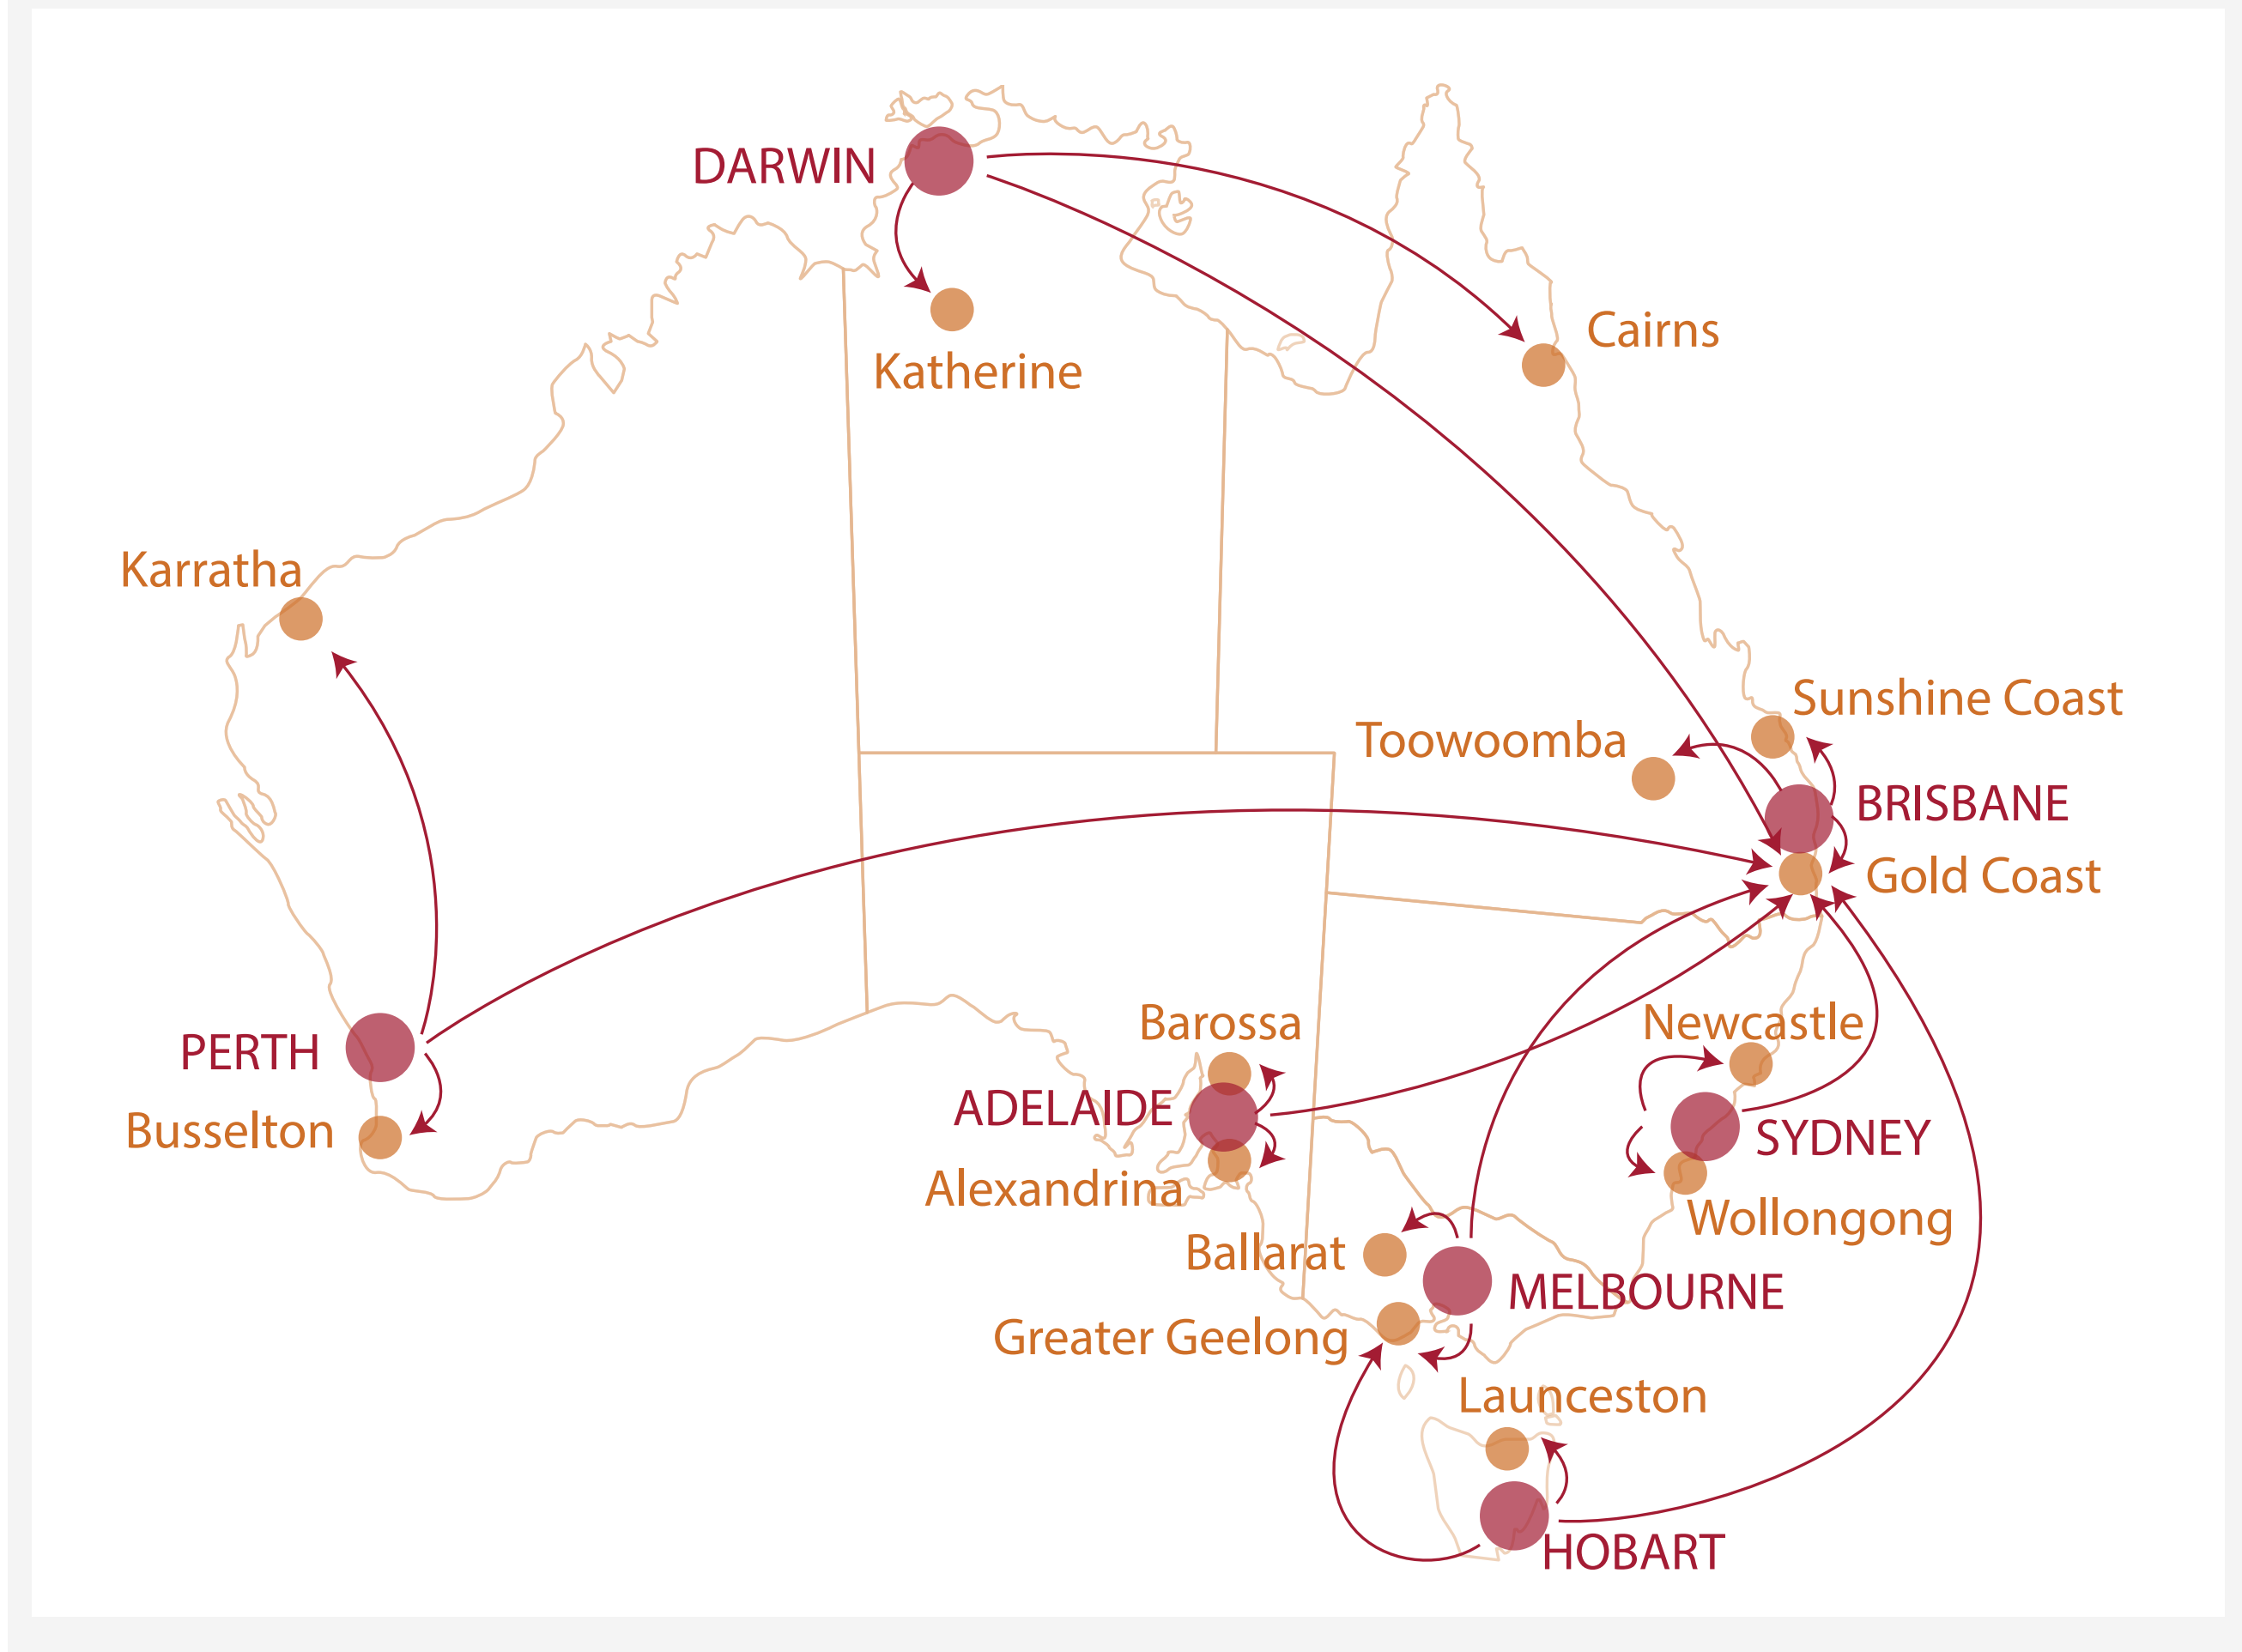 DARWIN
Katherine
Cairns
Karratha
Sunshine Coast
Toowoomba
BRISBANE
Gold Coast
Barossa
Newcastle
PERTH
ADELAIDE
Busselton
SYDNEY
Alexandrina
Wollongong
Ballarat
MELBOURNE
Greater Geelong
Launceston
HOBART